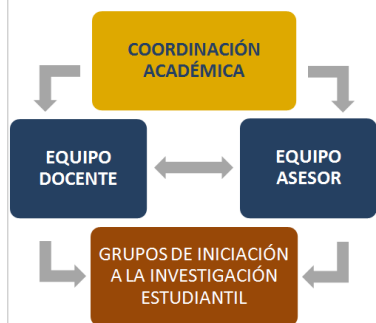 COORDINACIÓN
ACADÉMICA
EQUIPO
DOCENTE
EQUIPO
ASESOR
GRUPOS DE INICIACIÓN
A LA INVESTIGACIÓN
ESTUDIANTIL